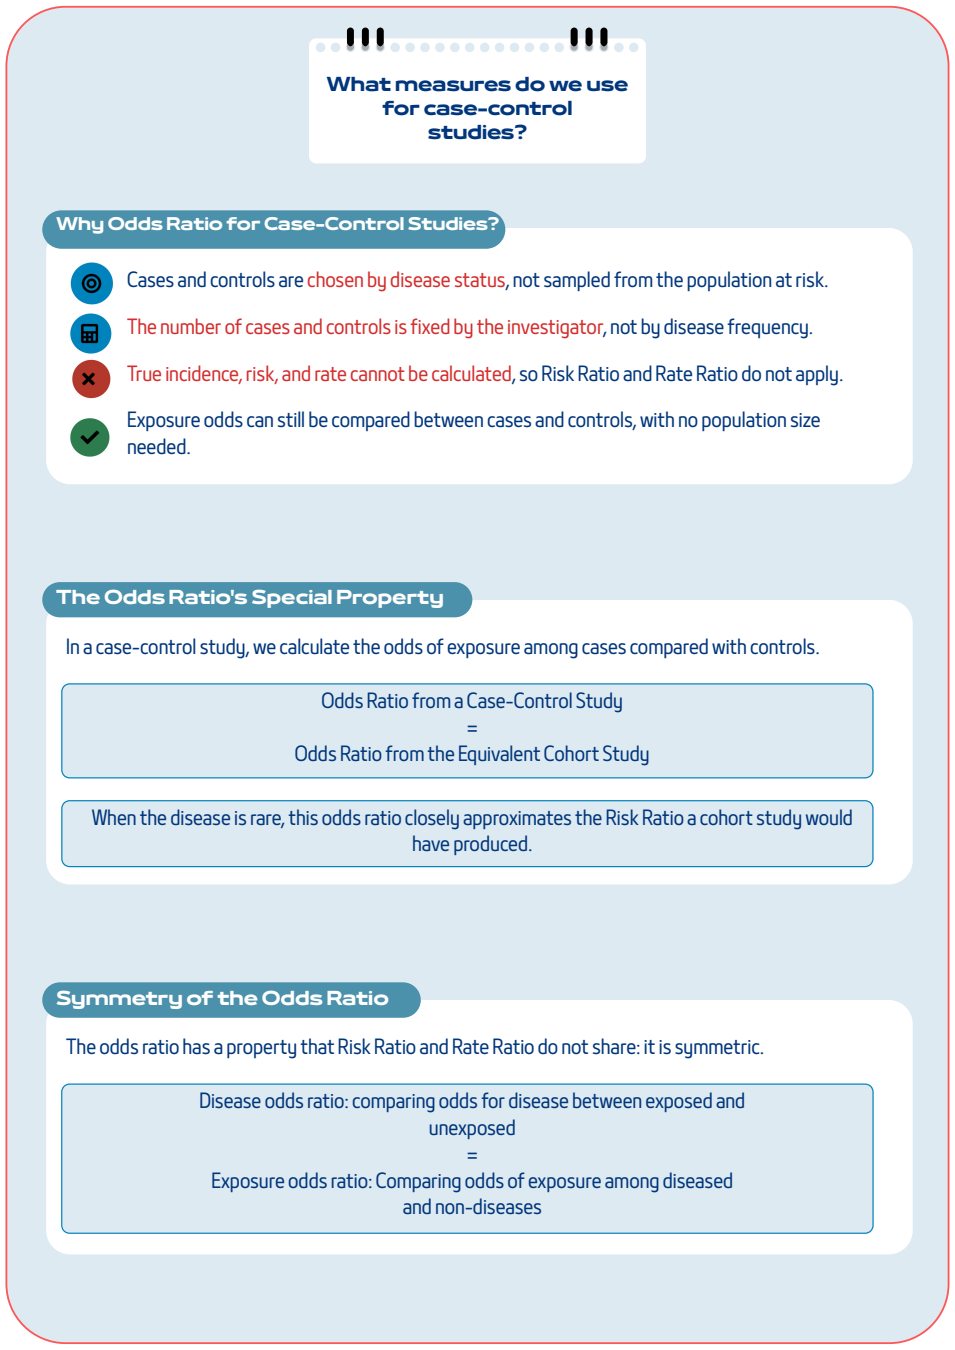 What measures do we use
for case-control
studies?
Why Odds Ratio for Case-Control Studies?
Cases and controls are chosen by disease status, not sampled from the population at risk.
The number of cases and controls is fixed by the investigator, not by disease frequency.
True incidence, risk, and rate cannot be calculated, so Risk Ratio and Rate Ratio do not apply.
Exposure odds can still be compared between cases and controls, with no population size
needed.
The Odds Ratio's Special Property
In a case-control study, we calculate the odds of exposure among cases compared with controls.
Odds Ratio from a Case-Control Study
=
Odds Ratio from the Equivalent Cohort Study
When the disease is rare, this odds ratio closely approximates the Risk Ratio a cohort study would
have produced.
Symmetry of the Odds Ratio
The odds ratio has a property that Risk Ratio and Rate Ratio do not share: it is symmetric.
Disease odds ratio: comparing odds for disease between exposed and
unexposed
=
Exposure odds ratio: Comparing odds of exposure among diseased
and non-diseases